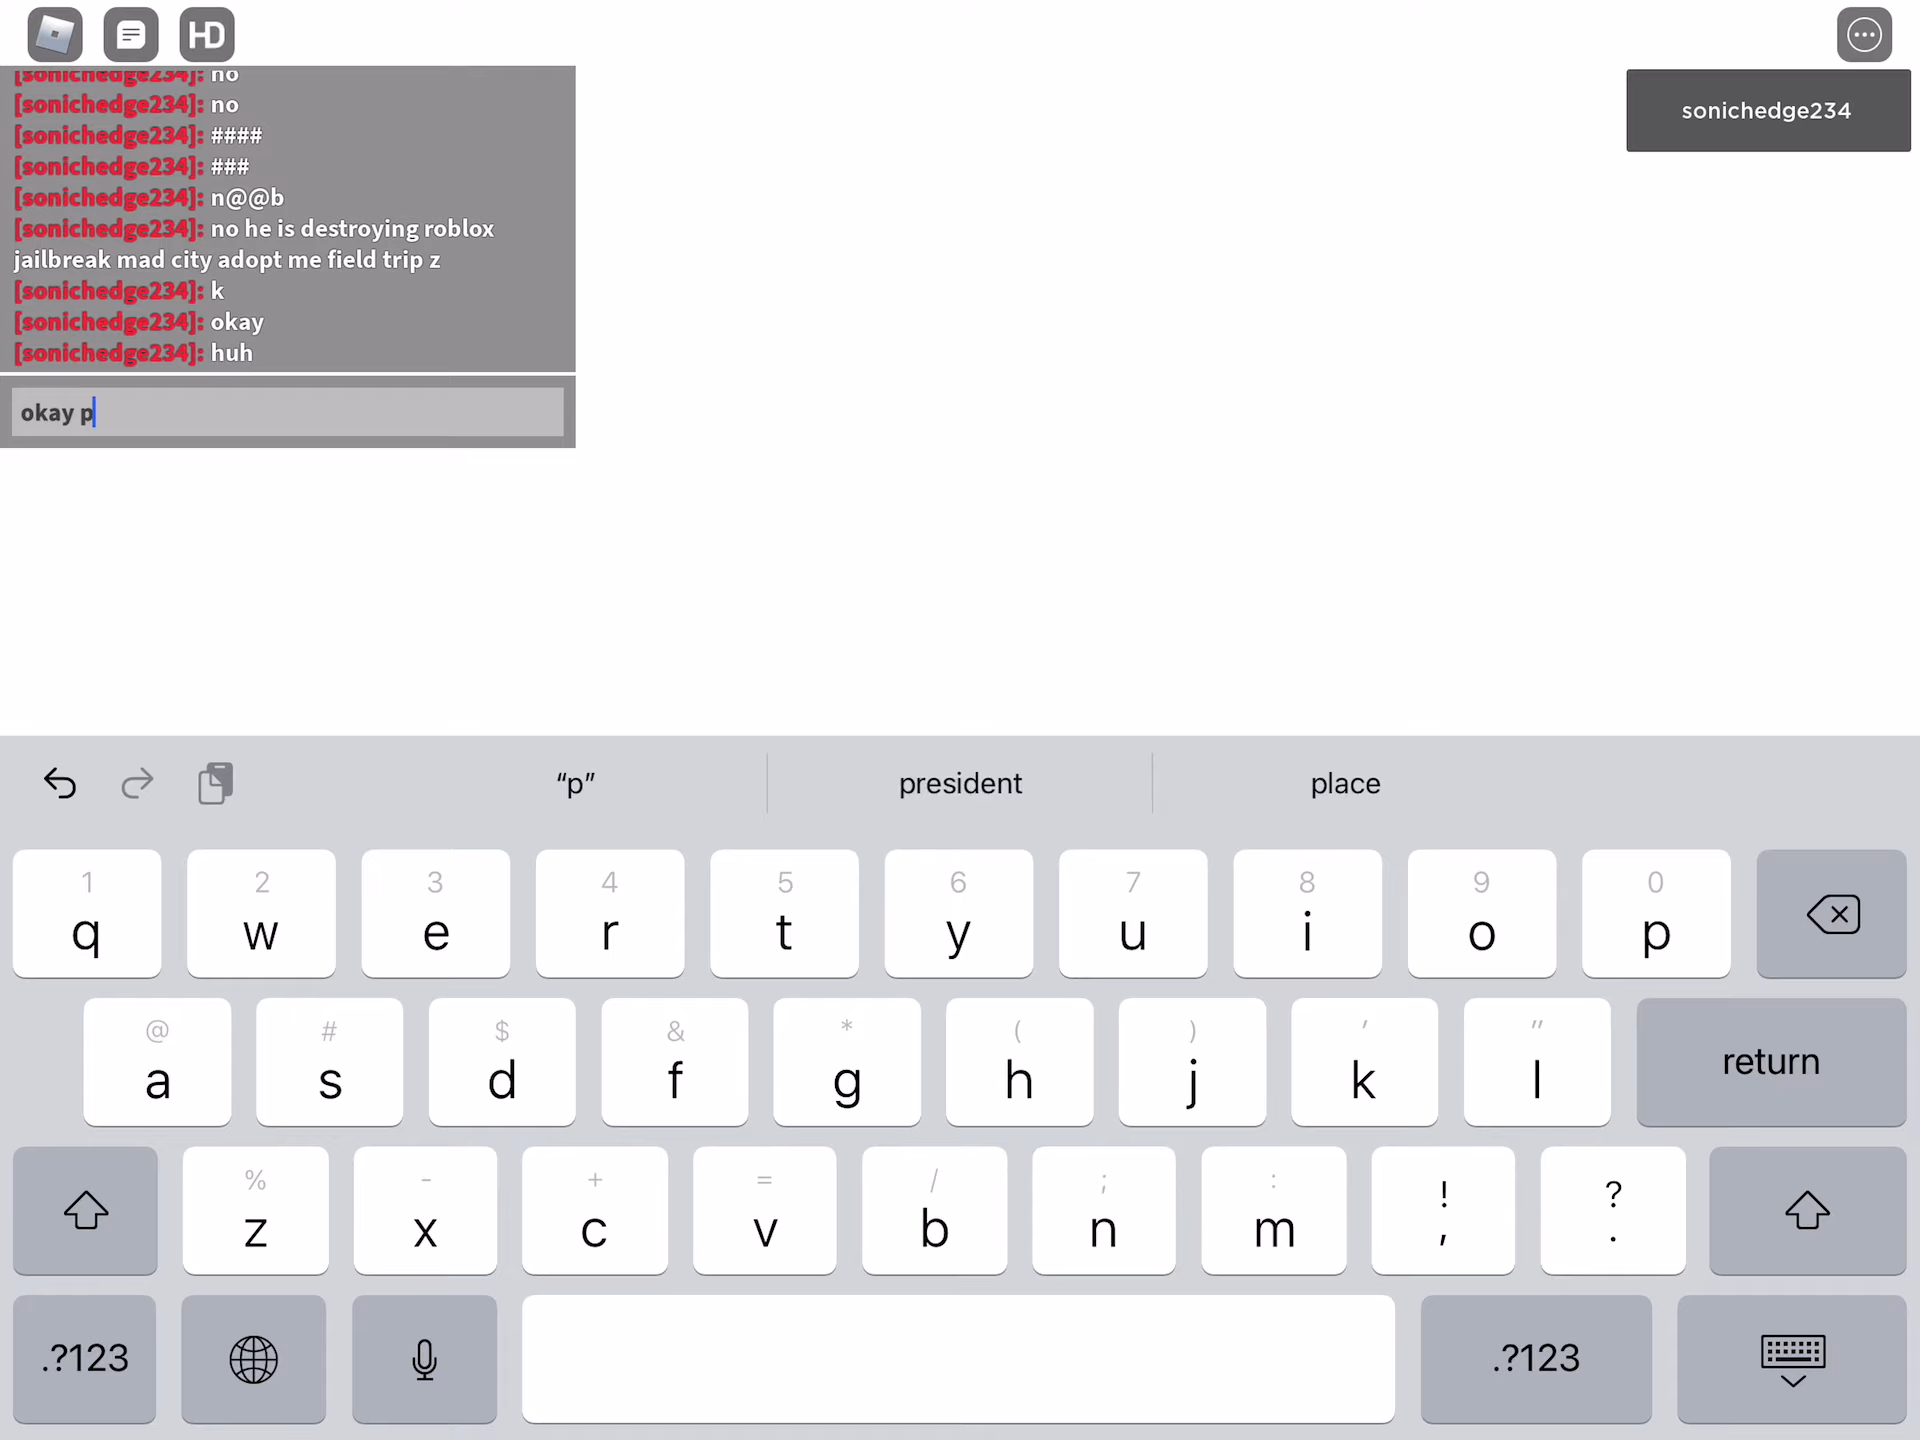 HD
[sonichedge234]: no
[sonichedge234]: no
[sonichedge234]: ####
[sonichedge234]: ###
[sonichedge234]: n@@b
[sonichedge234]: no he is destroying roblox
jailbreak mad city adopt me field trip z
[sonichedge234]: k
[sonichedge234]: okay
[sonichedge234]: huh
okay p
sonichedge234
“p” president place
1 2 3 4 5 6 7 8 9 0
q w e r t y u i o p
@ # $ & * ( ) ' "
a s d f g h j k l return
% - + = / ; : ! ?
z x c v b n m , .
.?123 .?123